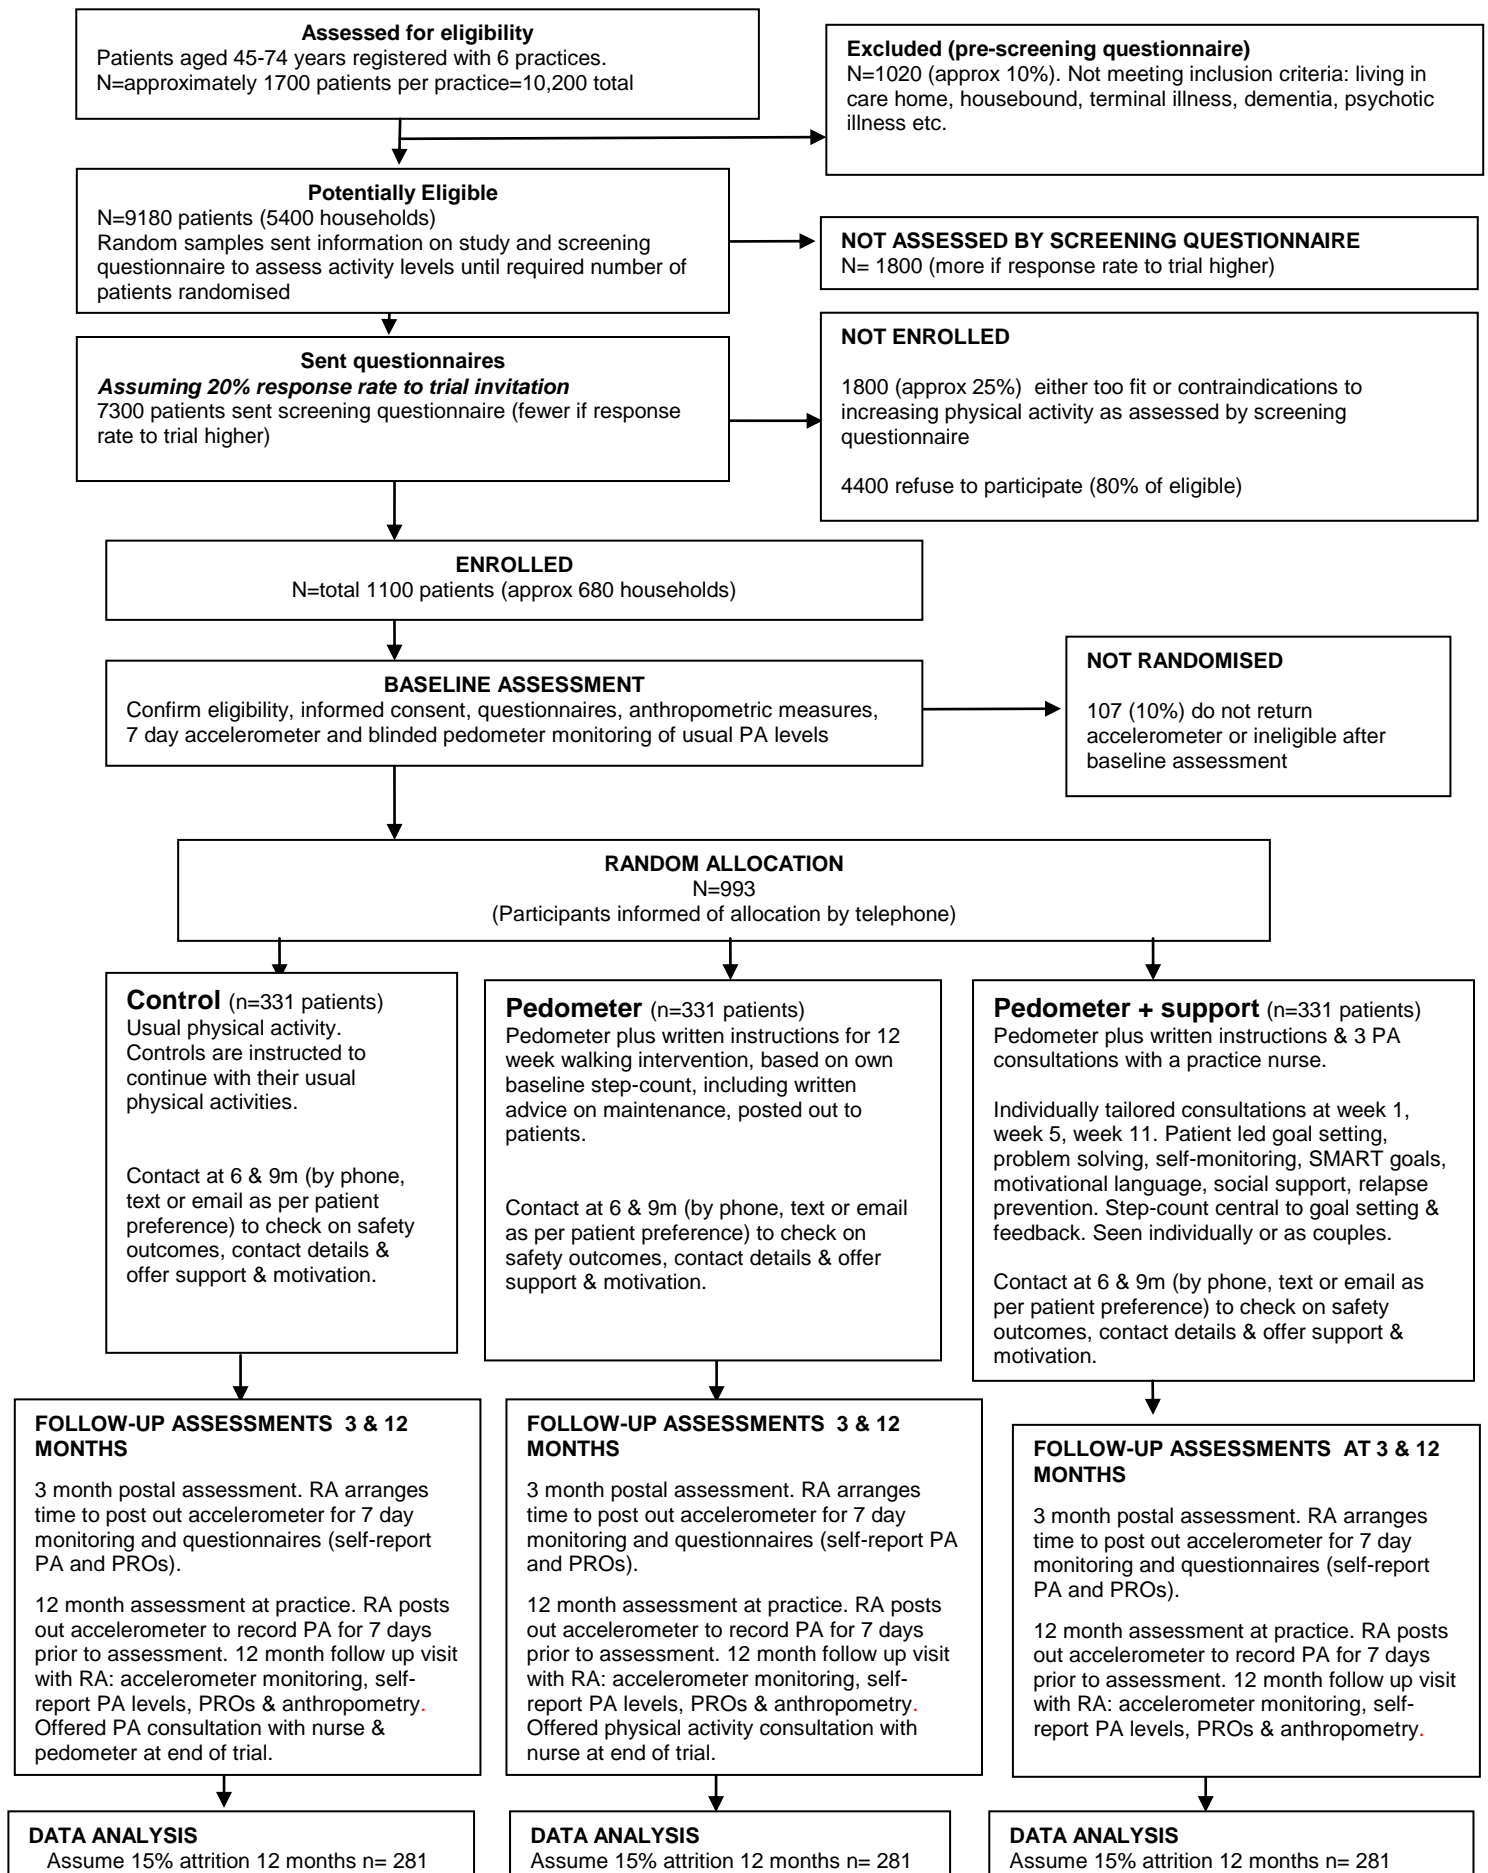 Assessed for eligibility
Patients aged 45-74 years registered with 6 practices.
N=approximately 1700 patients per practice=10,200 total
Excluded (pre-screening questionnaire)
N=1020 (approx 10%). Not meeting inclusion criteria: living in
care home, housebound, terminal illness, dementia, psychotic
illness etc.
Potentially Eligible
N=9180 patients (5400 households)
Random samples sent information on study and screening
questionnaire to assess activity levels until required number of
patients randomised
NOT ASSESSED BY SCREENING QUESTIONNAIRE
N= 1800 (more if response rate to trial higher)
Sent questionnaires
Assuming 20% response rate to trial invitation
7300 patients sent screening questionnaire (fewer if response
rate to trial higher)
NOT ENROLLED
1800 (approx 25%)  either too fit or contraindications to
increasing physical activity as assessed by screening
questionnaire
4400 refuse to participate (80% of eligible)
ENROLLED
N=total 1100 patients (approx 680 households)
BASELINE ASSESSMENT
Confirm eligibility, informed consent, questionnaires, anthropometric measures,
7 day accelerometer and blinded pedometer monitoring of usual PA levels
NOT RANDOMISED
107 (10%) do not return
accelerometer or ineligible after
baseline assessment
RANDOM ALLOCATION
N=993
(Participants informed of allocation by telephone)
Control (n=331 patients)
Usual physical activity.
Controls are instructed to
continue with their usual
physical activities.
Contact at 6 & 9m (by phone,
text or email as per patient
preference) to check on safety
outcomes, contact details &
offer support & motivation.
Pedometer (n=331 patients)
Pedometer plus written instructions for 12
week walking intervention, based on own
baseline step-count, including written
advice on maintenance, posted out to
patients.
Contact at 6 & 9m (by phone, text or email
as per patient preference) to check on
safety outcomes, contact details & offer
support & motivation.
Pedometer + support (n=331 patients)
Pedometer plus written instructions & 3 PA
consultations with a practice nurse.
Individually tailored consultations at week 1,
week 5, week 11. Patient led goal setting,
problem solving, self-monitoring, SMART goals,
motivational language, social support, relapse
prevention. Step-count central to goal setting &
feedback. Seen individually or as couples.
Contact at 6 & 9m (by phone, text or email as
per patient preference) to check on safety
outcomes, contact details & offer support &
motivation.
FOLLOW-UP ASSESSMENTS  3 & 12
MONTHS
3 month postal assessment. RA arranges
time to post out accelerometer for 7 day
monitoring and questionnaires (self-report
PA and PROs).
12 month assessment at practice. RA posts
out accelerometer to record PA for 7 days
prior to assessment. 12 month follow up visit
with RA: accelerometer monitoring, self-
report PA levels, PROs & anthropometry.
Offered PA consultation with nurse &
pedometer at end of trial.
FOLLOW-UP ASSESSMENTS  3 & 12
MONTHS
3 month postal assessment. RA arranges
time to post out accelerometer for 7 day
monitoring and questionnaires (self-report PA
and PROs).
12 month assessment at practice. RA posts
out accelerometer to record PA for 7 days
prior to assessment. 12 month follow up visit
with RA: accelerometer monitoring, self-
report PA levels, PROs & anthropometry.
Offered physical activity consultation with
nurse at end of trial.
FOLLOW-UP ASSESSMENTS  AT 3 & 12
MONTHS
3 month postal assessment. RA arranges
time to post out accelerometer for 7 day
monitoring and questionnaires (self-report
PA and PROs).
12 month assessment at practice. RA posts
out accelerometer to record PA for 7 days
prior to assessment. 12 month follow up visit
with RA: accelerometer monitoring, self-
report PA levels, PROs & anthropometry.
DATA ANALYSIS
Assume 15% attrition 12 months n= 281
DATA ANALYSIS
Assume 15% attrition 12 months n= 281
DATA ANALYSIS
Assume 15% attrition 12 months n= 281